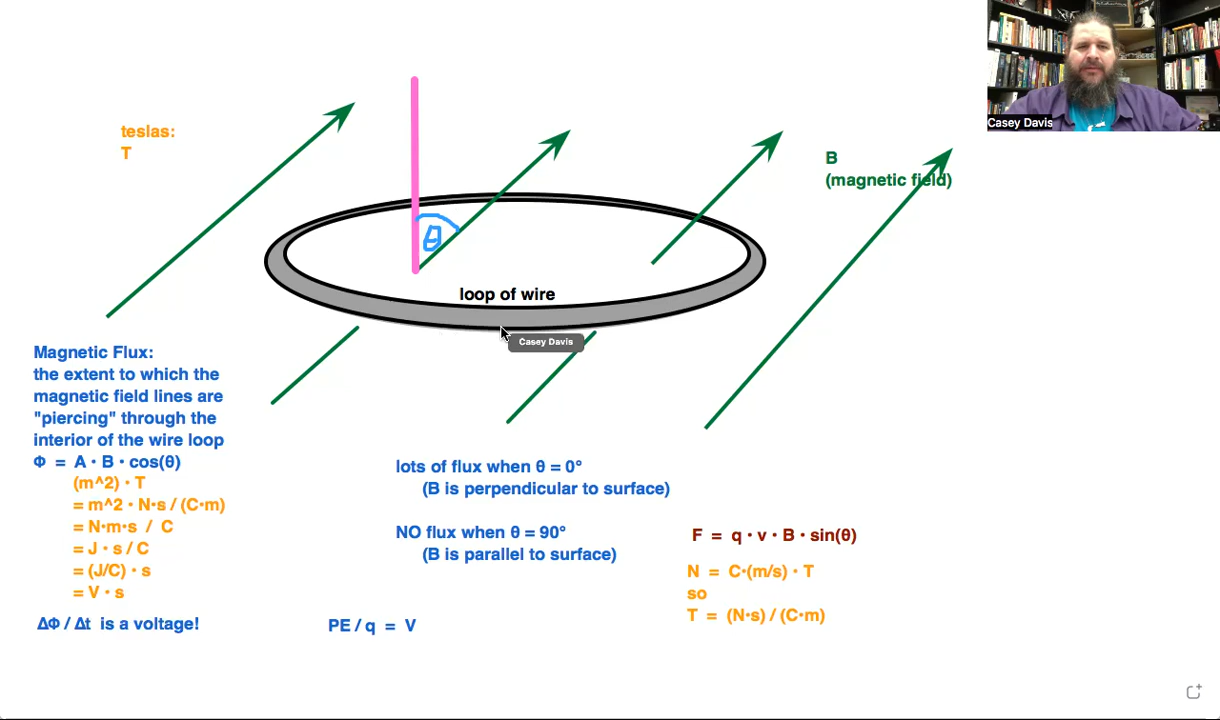 teslas:
T
Casey Davis
B
(magnetic field)
θ
loop of wire
Casey Davis
Magnetic Flux:
the extent to which the
magnetic field lines are
"piercing" through the
interior of the wire loop
Φ = A · B · cos(θ)
(m^2) · T
= m^2 · N·s / (C·m)
= N·m·s / C
= J · s / C
= (J/C) · s
= V · s
ΔΦ / Δt is a voltage!
lots of flux when θ = 0°
(B is perpendicular to surface)
NO flux when θ = 90°
(B is parallel to surface)
PE / q = V
F = q · v · B · sin(θ)
N = C·(m/s) · T
so
T = (N·s) / (C·m)